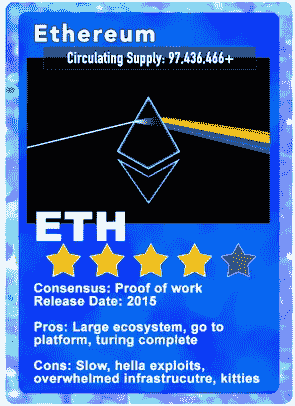 Ethereum
Circulating Supply: 97,436,466+
ETH
Consensus: Proof of work
Release Date: 2015
Pros: Large ecosystem, go to
platform, turing complete
Cons: Slow, hella exploits,
overwhelmed infrastrucutre, kitties